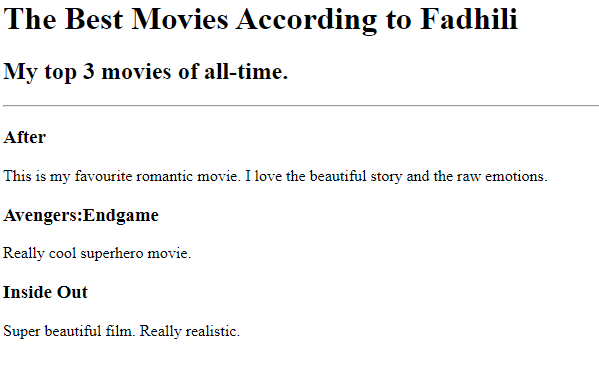 The Best Movies According to Fadhili
My top 3 movies of all-time.
After
This is my favourite romantic movie. I love the beautiful story and the raw emotions.
Avengers:Endgame
Really cool superhero movie.
Inside Out
Super beautiful film. Really realistic.